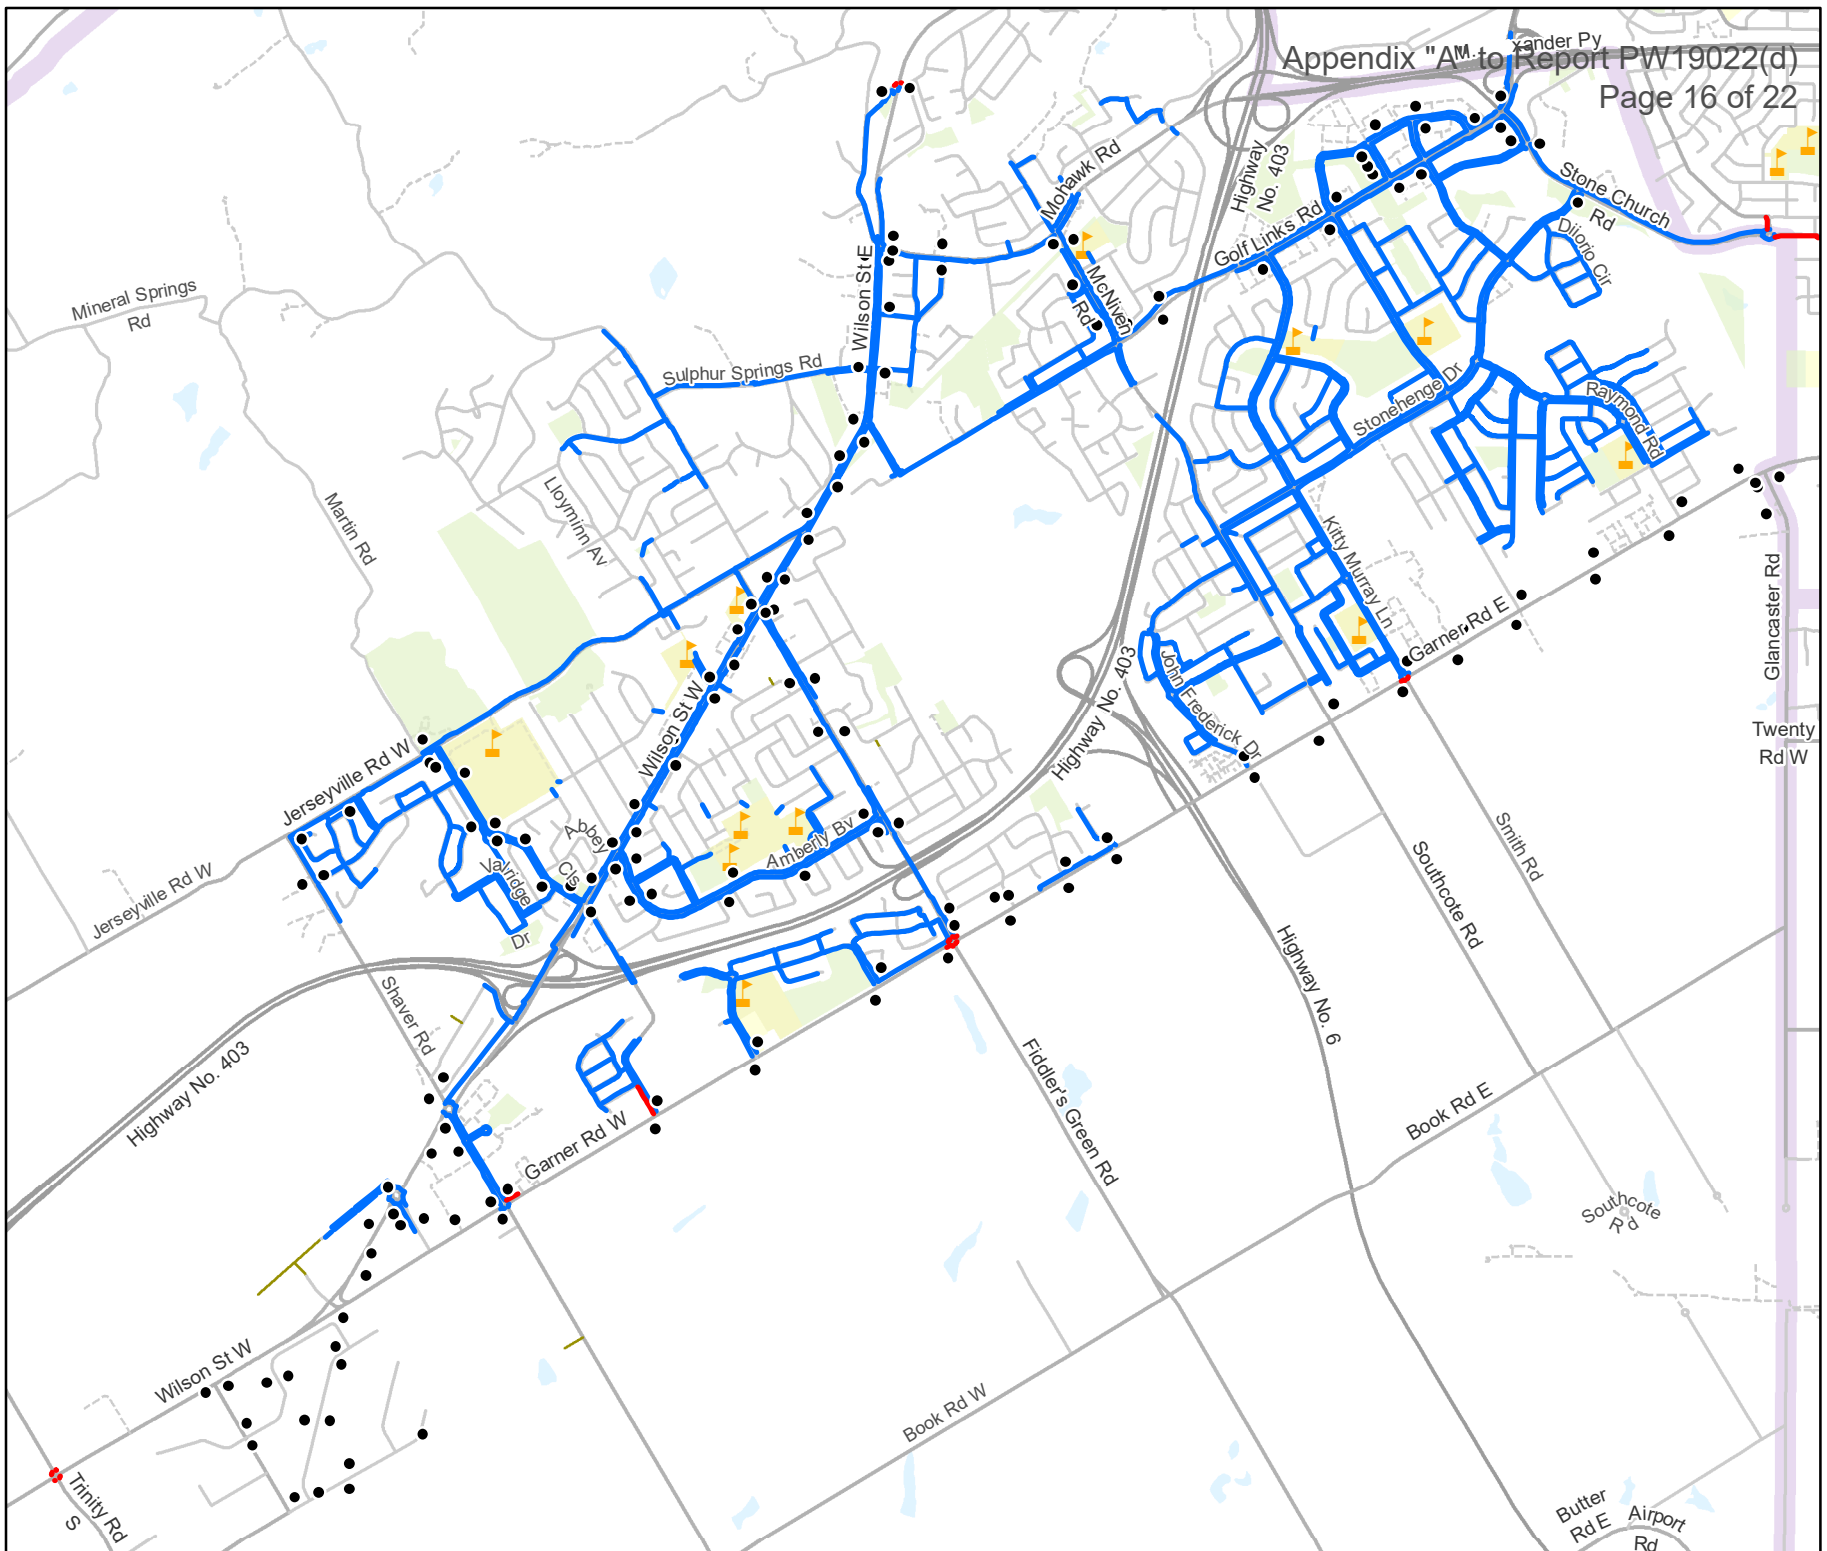 xander Py
Appendix "A" to Report PW19022(d)
Page 16 of 22
Highway
No. 403
Mohawk Rd
Stone Church
Rd
Golf Links Rd
Dilorio Cir
Mineral Springs
Rd
Wilson St E
McNiven
Rd
Sulphur Springs Rd
Stonehenge Dr
Raymond Rd
Martin Rd
Lloyminn Av
Kitty Murray Ln
Glancaster Rd
Garner Rd E
John Frederick Dr
Highway No. 403
Wilson St W
Twenty
Rd W
Jerseyville Rd W
Abbey
Cls
Amberly Bv
Valridge
Dr
Smith Rd
Southcote Rd
Jerseyville Rd W
Shaver Rd
Highway No. 6
Highway No. 403
Fiddler's Green Rd
Book Rd E
Garner Rd W
Southcote
Rd
Wilson St W
Book Rd W
Trinity Rd
S
Butter
Rd E
Airport
Rd